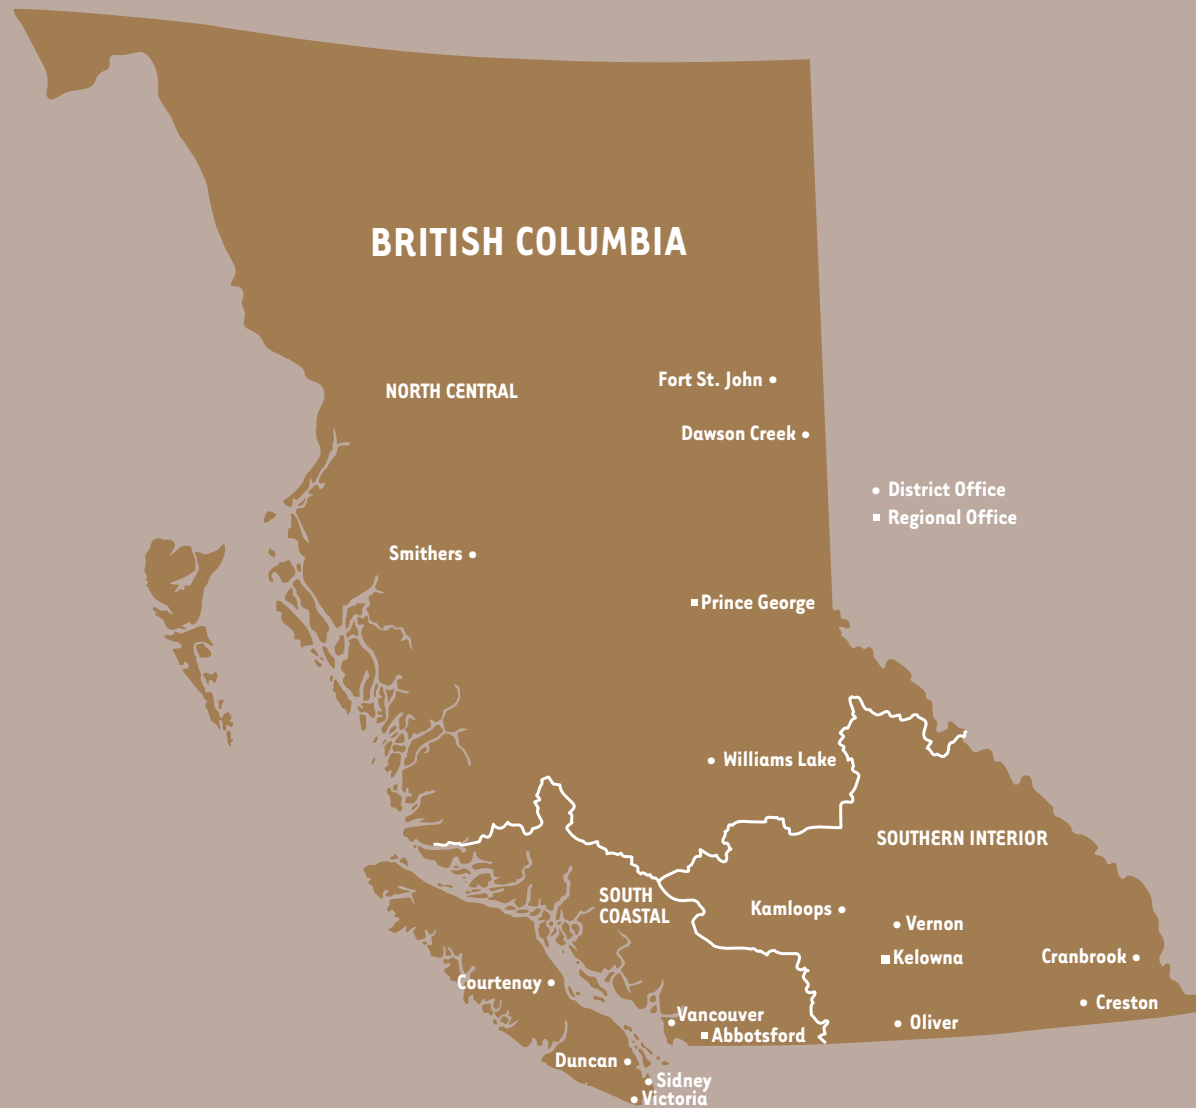 BRITISH COLUMBIA
Fort St. John
NORTH CENTRAL
Dawson Creek
District Office
Regional Office
Smithers
Prince George
Williams Lake
SOUTHERN INTERIOR
SOUTH
COASTAL
Kamloops
Vernon
Kelowna
Cranbrook
Courtenay
Creston
Vancouver
Oliver
Abbotsford
Duncan
Sidney
Victoria